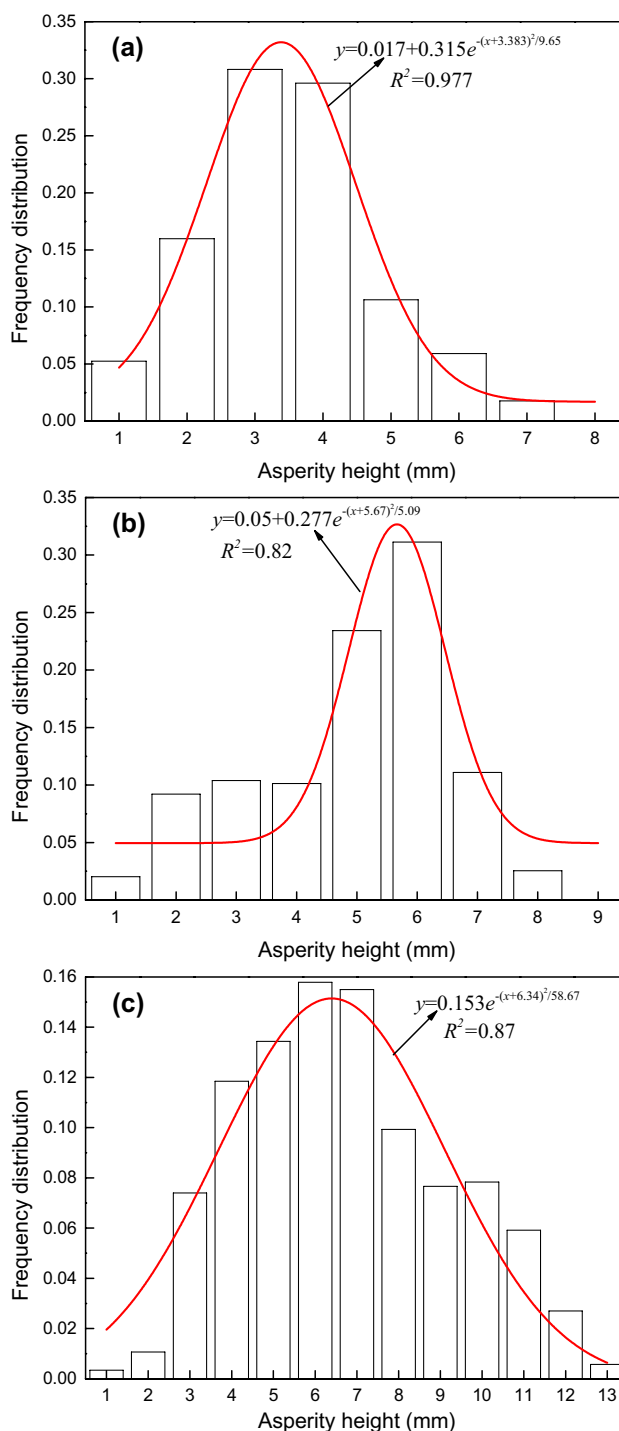 (a)
y=0.017+0.315e^-(x+3.383)²/9.65
R²=0.977
Frequency distribution
0.35
0.30
0.25
0.20
0.15
0.10
0.05
0.00
1 2 3 4 5 6 7 8
Asperity height (mm)
(b)
y=0.05+0.277e^-(x+5.67)²/5.09
R²=0.82
Frequency distribution
0.35
0.30
0.25
0.20
0.15
0.10
0.05
0.00
1 2 3 4 5 6 7 8 9
Asperity height (mm)
(c)
y=0.153e^-(x+6.34)²/58.67
R²=0.87
Frequency distribution
0.16
0.14
0.12
0.10
0.08
0.06
0.04
0.02
0.00
1 2 3 4 5 6 7 8 9 10 11 12 13
Asperity height (mm)